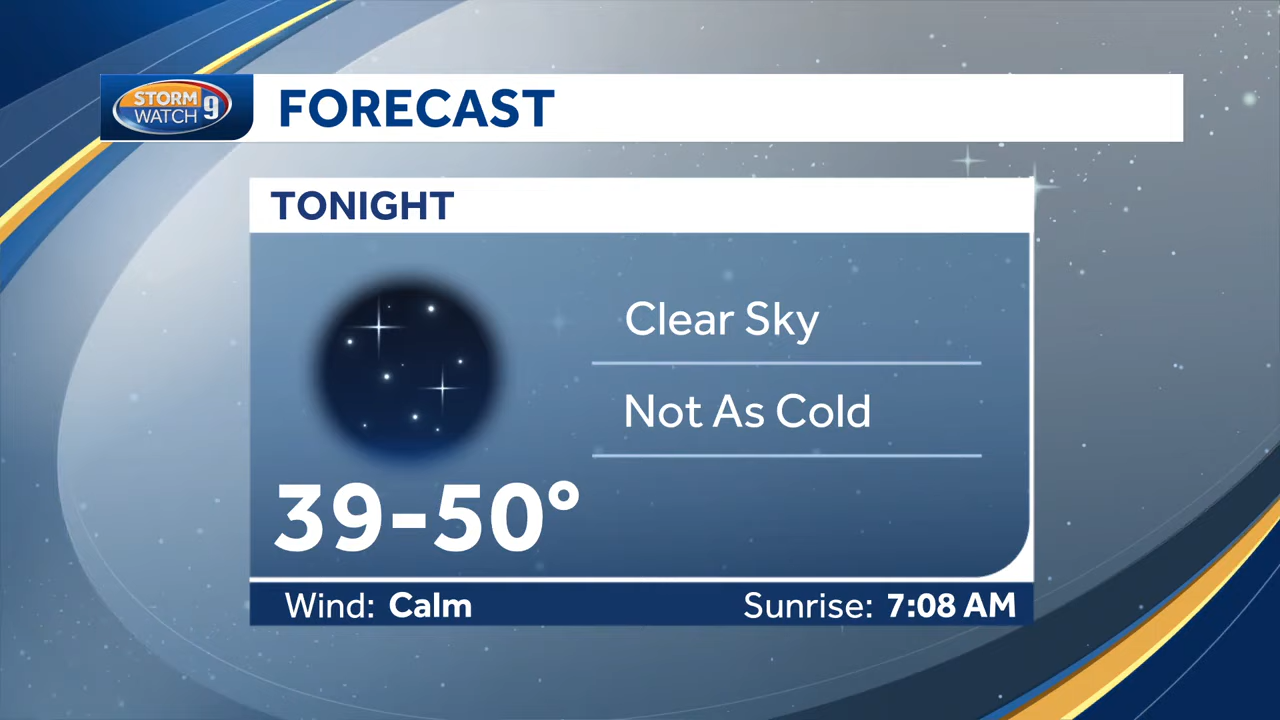 STORM
WATCH 9
FORECAST
TONIGHT
Clear Sky
Not As Cold
39-50°
Wind: Calm
Sunrise: 7:08 AM